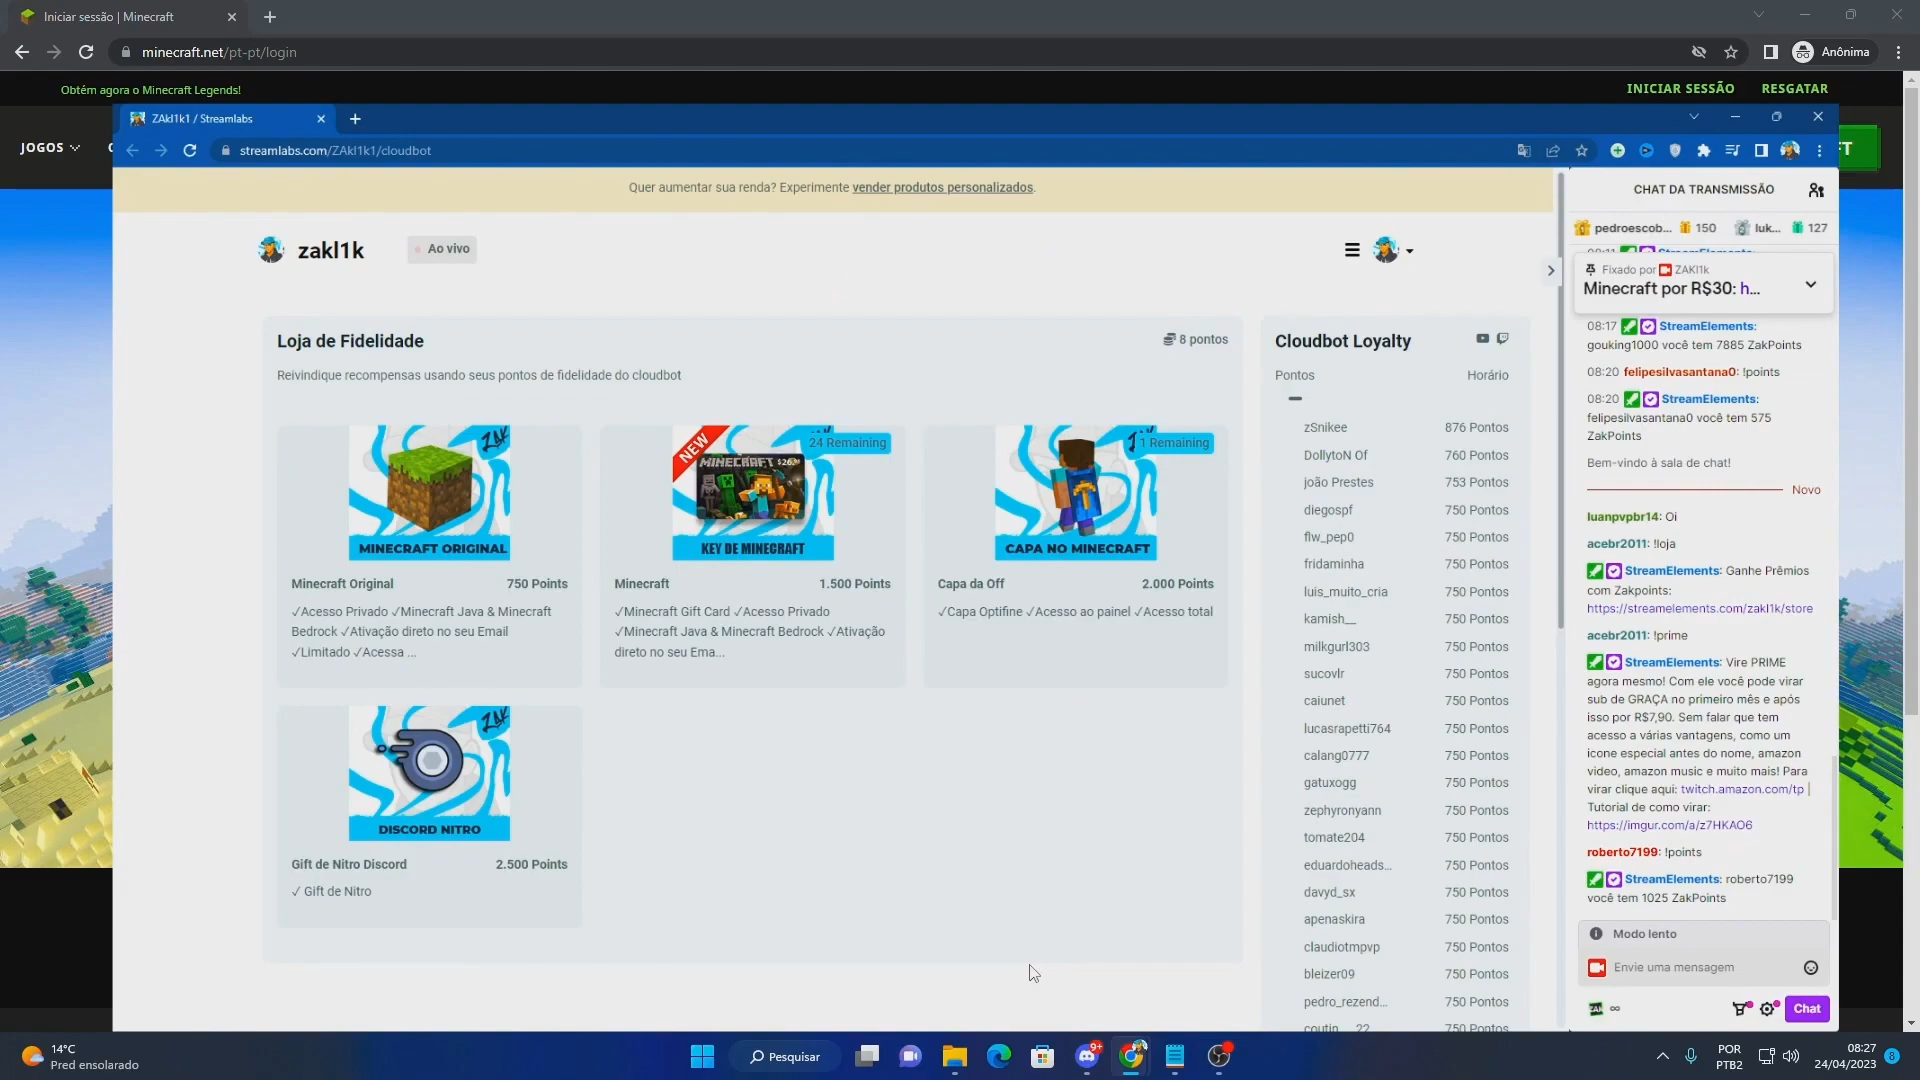 Iniciar sessão | Minecraft
minecraft.net/pt-pt/login
Anônima
Obtém agora o Minecraft Legends!
INICIAR SESSÃO
RESGATAR
JOGOS
ZAkl1k1 / Streamlabs
streamlabs.com/ZAkl1k1/cloudbot
Quer aumentar sua renda? Experimente vender produtos personalizados.
zakl1k
Ao vivo
Loja de Fidelidade
8 pontos
Reivindique recompensas usando seus pontos de fidelidade do cloudbot
ZAK
MINECRAFT ORIGINAL
Minecraft Original 750 Points
✓Acesso Privado ✓Minecraft Java & Minecraft
Bedrock ✓Ativação direto no seu Email
✓Limitado ✓Acessa ...
NEW
24 Remaining
MINECRAFT
KEY DE MINECRAFT
Minecraft 1.500 Points
✓Minecraft Gift Card ✓Acesso Privado
✓Minecraft Java & Minecraft Bedrock ✓Ativação
direto no seu Ema...
1 Remaining
CAPA NO MINECRAFT
Capa da Off 2.000 Points
✓Capa Optifine ✓Acesso ao painel ✓Acesso total
ZAK
DISCORD NITRO
Gift de Nitro Discord 2.500 Points
✓ Gift de Nitro
Cloudbot Loyalty
Pontos Horário
zSnikee 876 Pontos
DollytoN Of 760 Pontos
joão Prestes 753 Pontos
diegospf 750 Pontos
flw_pep0 750 Pontos
fridaminha 750 Pontos
luis_muito_cria 750 Pontos
kamish__ 750 Pontos
milkgurl303 750 Pontos
sucovlr 750 Pontos
caiunet 750 Pontos
lucasrapetti764 750 Pontos
calang0777 750 Pontos
gatuxogg 750 Pontos
zephyronyann 750 Pontos
tomate204 750 Pontos
eduardoheads... 750 Pontos
davyd_sx 750 Pontos
apenaskira 750 Pontos
claudiotmpvp 750 Pontos
bleizer09 750 Pontos
pedro_rezend... 750 Pontos
coutin__22 750 Pontos
CHAT DA TRANSMISSÃO
pedroescob... 150 luk... 127
Fixado por ZAKl1k
Minecraft por R$30: h...
08:17 StreamElements:
gouking1000 você tem 7885 ZakPoints
08:20 felipesilvasantana0: !points
08:20 StreamElements:
felipesilvasantana0 você tem 575
ZakPoints
Bem-vindo à sala de chat!
Novo
luanpvpbr14: Oi
acebr2011: !loja
StreamElements: Ganhe Prêmios
com Zakpoints:
https://streamelements.com/zakl1k/store
acebr2011: !prime
StreamElements: Vire PRIME
agora mesmo! Com ele você pode virar
sub de GRAÇA no primeiro mês e após
isso por R$7,90. Sem falar que tem
acesso a várias vantagens, como um
icone especial antes do nome, amazon
video, amazon music e muito mais! Para
virar clique aqui: twitch.amazon.com/tp |
Tutorial de como virar:
https://imgur.com/a/z7HKAO6
roberto7199: !points
StreamElements: roberto7199
você tem 1025 ZakPoints
Modo lento
Envie uma mensagem
∞
Chat
14°C
Pred ensolarado
Pesquisar
9+
POR
PTB2
08:27
24/04/2023
8